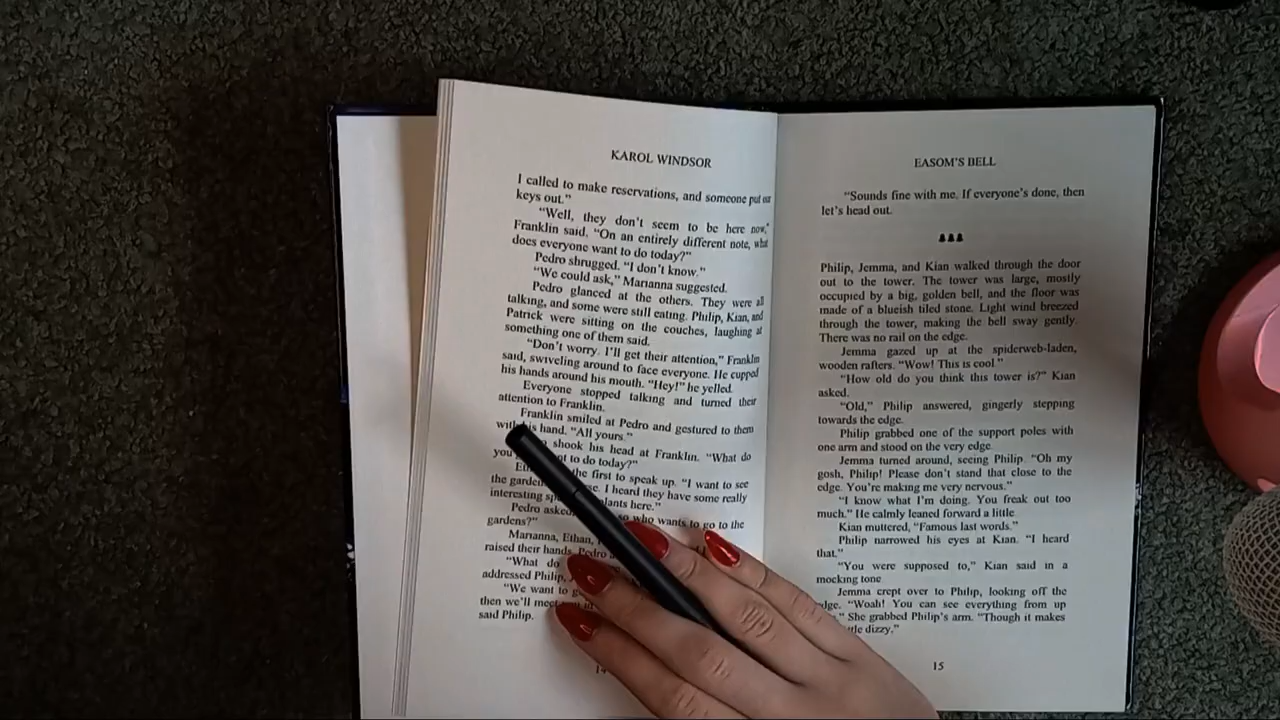 KAROL WINDSOR
I called to make reservations, and someone put our
keys out."
"Well, they don't seem to be here now,"
Franklin said. "On an entirely different note, what
does everyone want to do today?"
Pedro shrugged. "I don't know."
"We could ask," Marianna suggested.
Pedro glanced at the others. They were all
talking, and some were still eating. Philip, Kian, and
Patrick were sitting on the couches, laughing at
something one of them said.
"Don't worry. I'll get their attention," Franklin
said, swiveling around to face everyone. He cupped
his hands around his mouth. "Hey!" he yelled.
Everyone stopped talking and turned their
attention to Franklin.
Franklin smiled at Pedro and gestured to them
with his hand. "All yours."
shook his head at Franklin. "What do
you to do today?"
the first to speak up. "I want to see
the I heard they have some really
interesting here."
Pedro asked, so who wants to go to the
gardens?"
Marianna, Ethan,
raised their hands. Pedro
"What do
addressed Philip,
"We want to
then we'll meet
said Philip.
EASOM'S BELL
"Sounds fine with me. If everyone's done, then
let's head out.
Philip, Jemma, and Kian walked through the door
out to the tower. The tower was large, mostly
occupied by a big, golden bell, and the floor was
made of a blueish tiled stone. Light wind breezed
through the tower, making the bell sway gently.
There was no rail on the edge.
Jemma gazed up at the spiderweb-laden,
wooden rafters. "Wow! This is cool."
"How old do you think this tower is?" Kian
asked.
"Old," Philip answered, gingerly stepping
towards the edge.
Philip grabbed one of the support poles with
one arm and stood on the very edge.
Jemma turned around, seeing Philip. "Oh my
gosh, Philip! Please don't stand that close to the
edge. You're making me very nervous."
"I know what I'm doing. You freak out too
much." He calmly leaned forward a little.
Kian muttered, "Famous last words."
Philip narrowed his eyes at Kian. "I heard
that."
"You were supposed to," Kian said in a
mocking tone
Jemma crept over to Philip, looking off the
edge. "Woah! You can see everything from up
She grabbed Philip's arm. "Though it makes
dizzy."
15